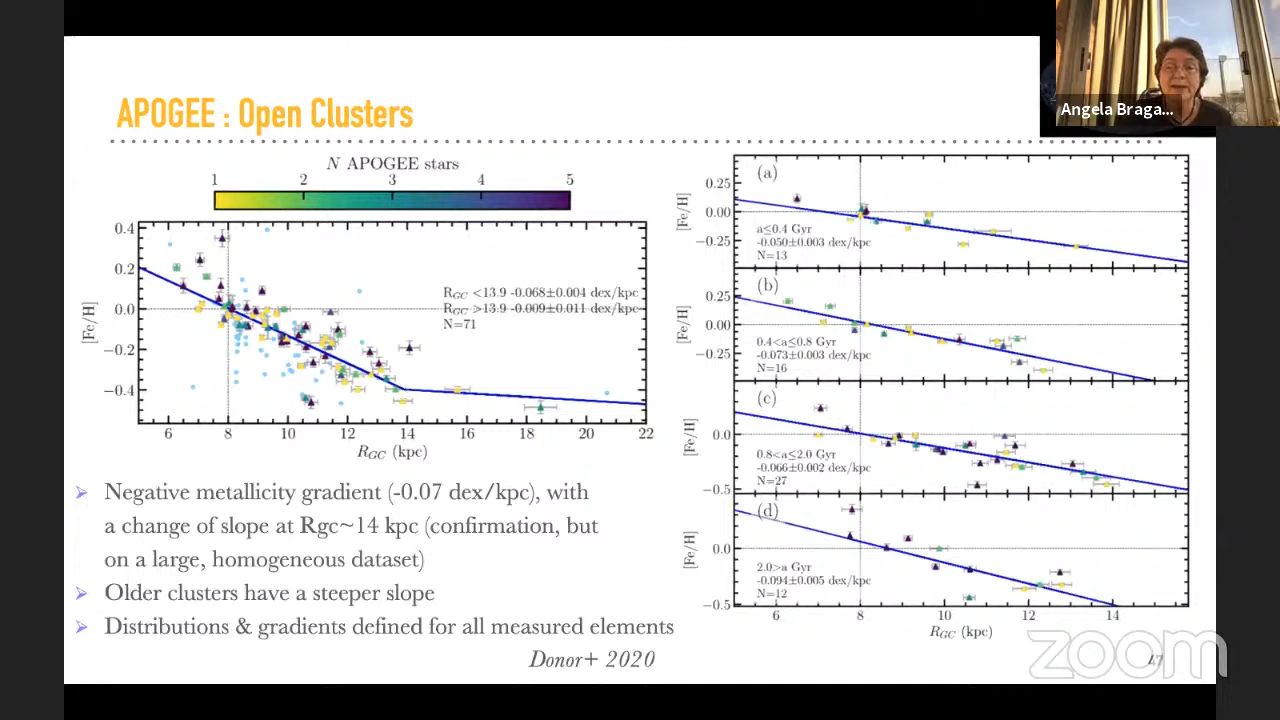 Angela Braga...
APOGEE : Open Clusters
N APOGEE stars
1 2 3 4 5
0.4
0.2
0.0
−0.2
−0.4
[Fe/H]
R_GC <13.9 -0.068±0.004 dex/kpc
R_GC >13.9 -0.009±0.011 dex/kpc
N=71
6 8 10 12 14 16 18 20 22
R_GC (kpc)
(a)
0.25
0.00
−0.25
[Fe/H]
a≤0.4 Gyr
-0.050±0.003 dex/kpc
N=13
(b)
0.25
0.00
−0.25
[Fe/H]
0.4<a≤0.8 Gyr
-0.073±0.003 dex/kpc
N=16
(c)
0.0
−0.5
[Fe/H]
0.8<a≤2.0 Gyr
-0.066±0.002 dex/kpc
N=27
(d)
0.0
−0.5
[Fe/H]
2.0>a Gyr
-0.094±0.005 dex/kpc
N=12
6 8 10 12 14
R_GC (kpc)
Negative metallicity gradient (-0.07 dex/kpc), with
a change of slope at Rgc~14 kpc (confirmation, but
on a large, homogeneous dataset)
Older clusters have a steeper slope
Distributions & gradients defined for all measured elements
Donor+ 2020
47
zoom